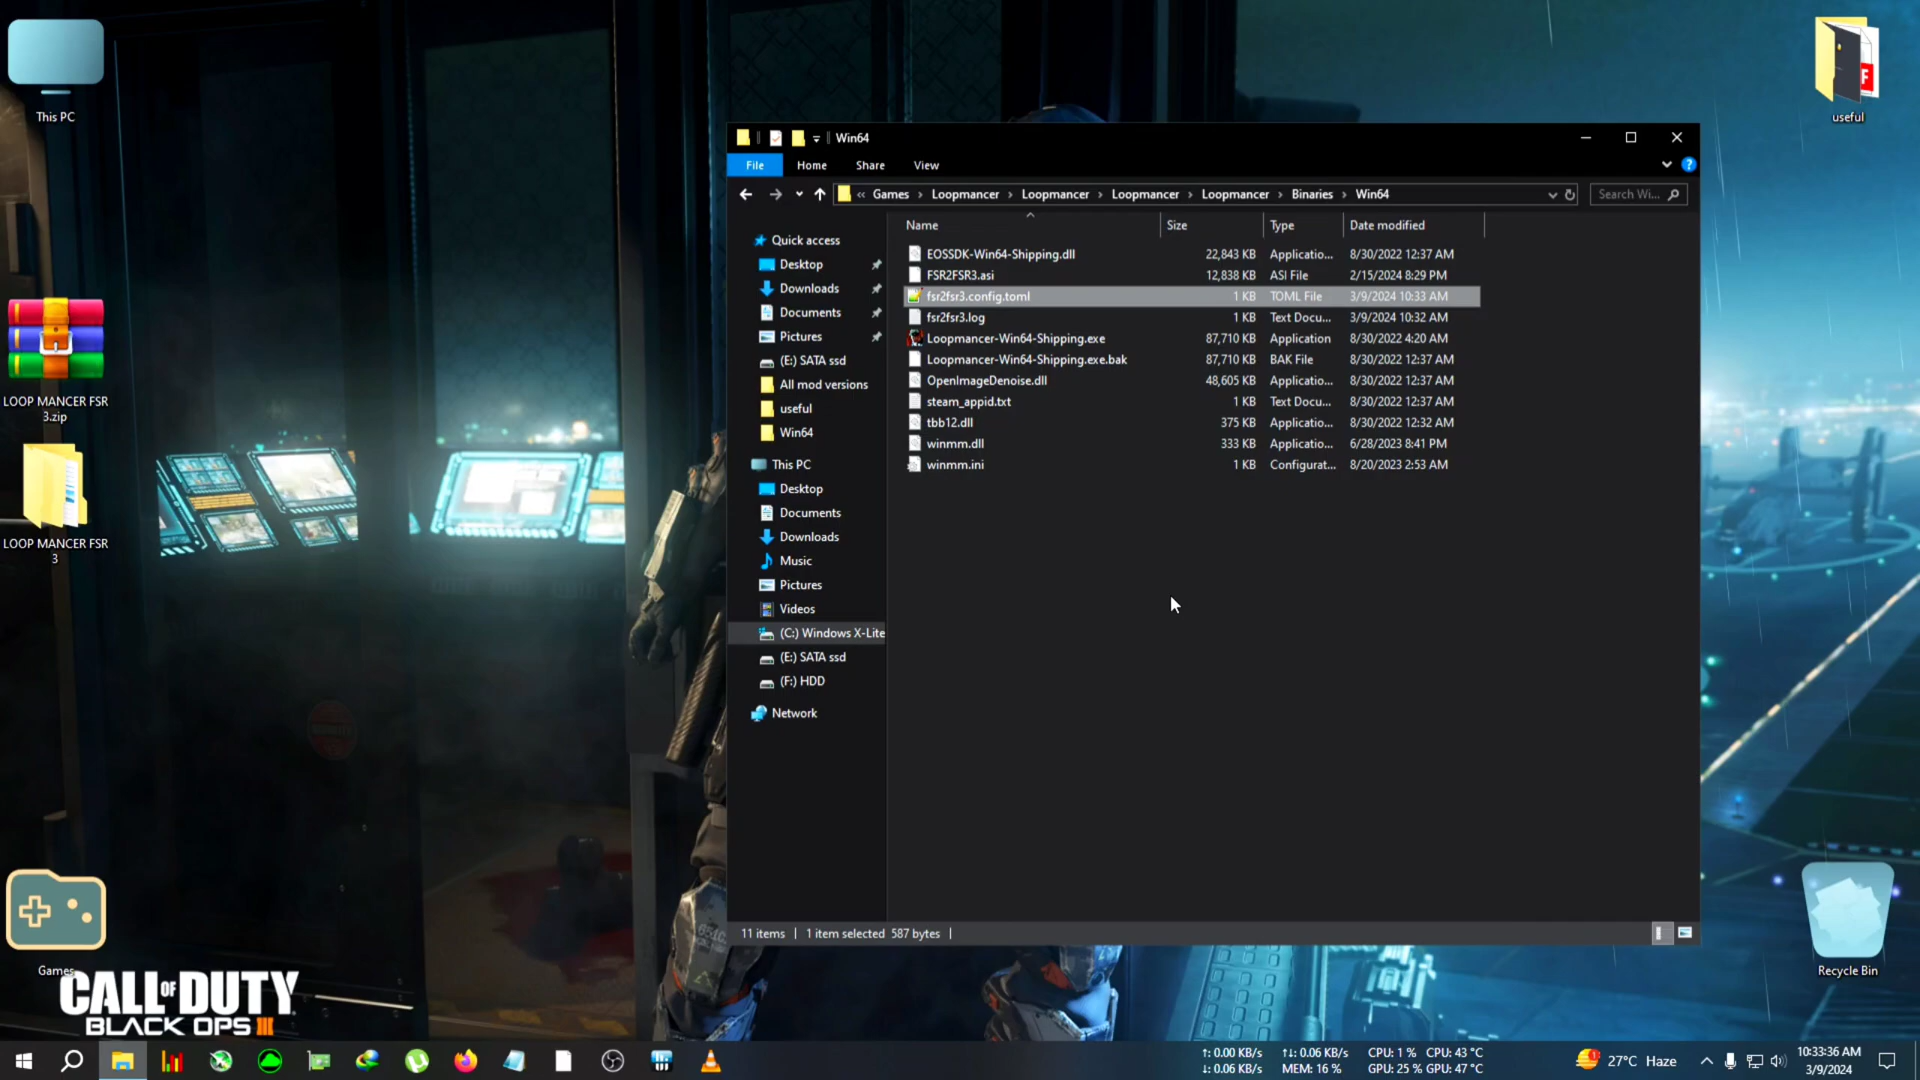 This PC
useful
LOOP MANCER FSR
3.zip
LOOP MANCER FSR
3
Games
CALL OF DUTY
BLACK OPS III
Recycle Bin
Win64
File Home Share View
« Games › Loopmancer › Loopmancer › Loopmancer › Loopmancer › Binaries › Win64
Search Wi...
Name Size Type Date modified
Quick access
Desktop
Downloads
Documents
Pictures
(E:) SATA ssd
All mod versions
useful
Win64
This PC
Desktop
Documents
Downloads
Music
Pictures
Videos
(C:) Windows X-Lite
(E:) SATA ssd
(F:) HDD
Network
EOSSDK-Win64-Shipping.dll 22,843 KB Applicatio... 8/30/2022 12:37 AM
FSR2FSR3.asi 12,838 KB ASI File 2/15/2024 8:29 PM
fsr2fsr3.config.toml 1 KB TOML File 3/9/2024 10:33 AM
fsr2fsr3.log 1 KB Text Docu... 3/9/2024 10:32 AM
Loopmancer-Win64-Shipping.exe 87,710 KB Application 8/30/2022 4:20 AM
Loopmancer-Win64-Shipping.exe.bak 87,710 KB BAK File 8/30/2022 12:37 AM
OpenImageDenoise.dll 48,605 KB Applicatio... 8/30/2022 12:37 AM
steam_appid.txt 1 KB Text Docu... 8/30/2022 12:37 AM
tbb12.dll 375 KB Applicatio... 8/30/2022 12:32 AM
winmm.dll 333 KB Applicatio... 6/28/2023 8:41 PM
winmm.ini 1 KB Configurat... 8/20/2023 2:53 AM
11 items 1 item selected 587 bytes
↑: 0.00 KB/s ↑↓: 0.06 KB/s CPU: 1 % CPU: 43 °C
↓: 0.06 KB/s MEM: 16 % GPU: 25 % GPU: 47 °C
27°C Haze
10:33:36 AM
3/9/2024